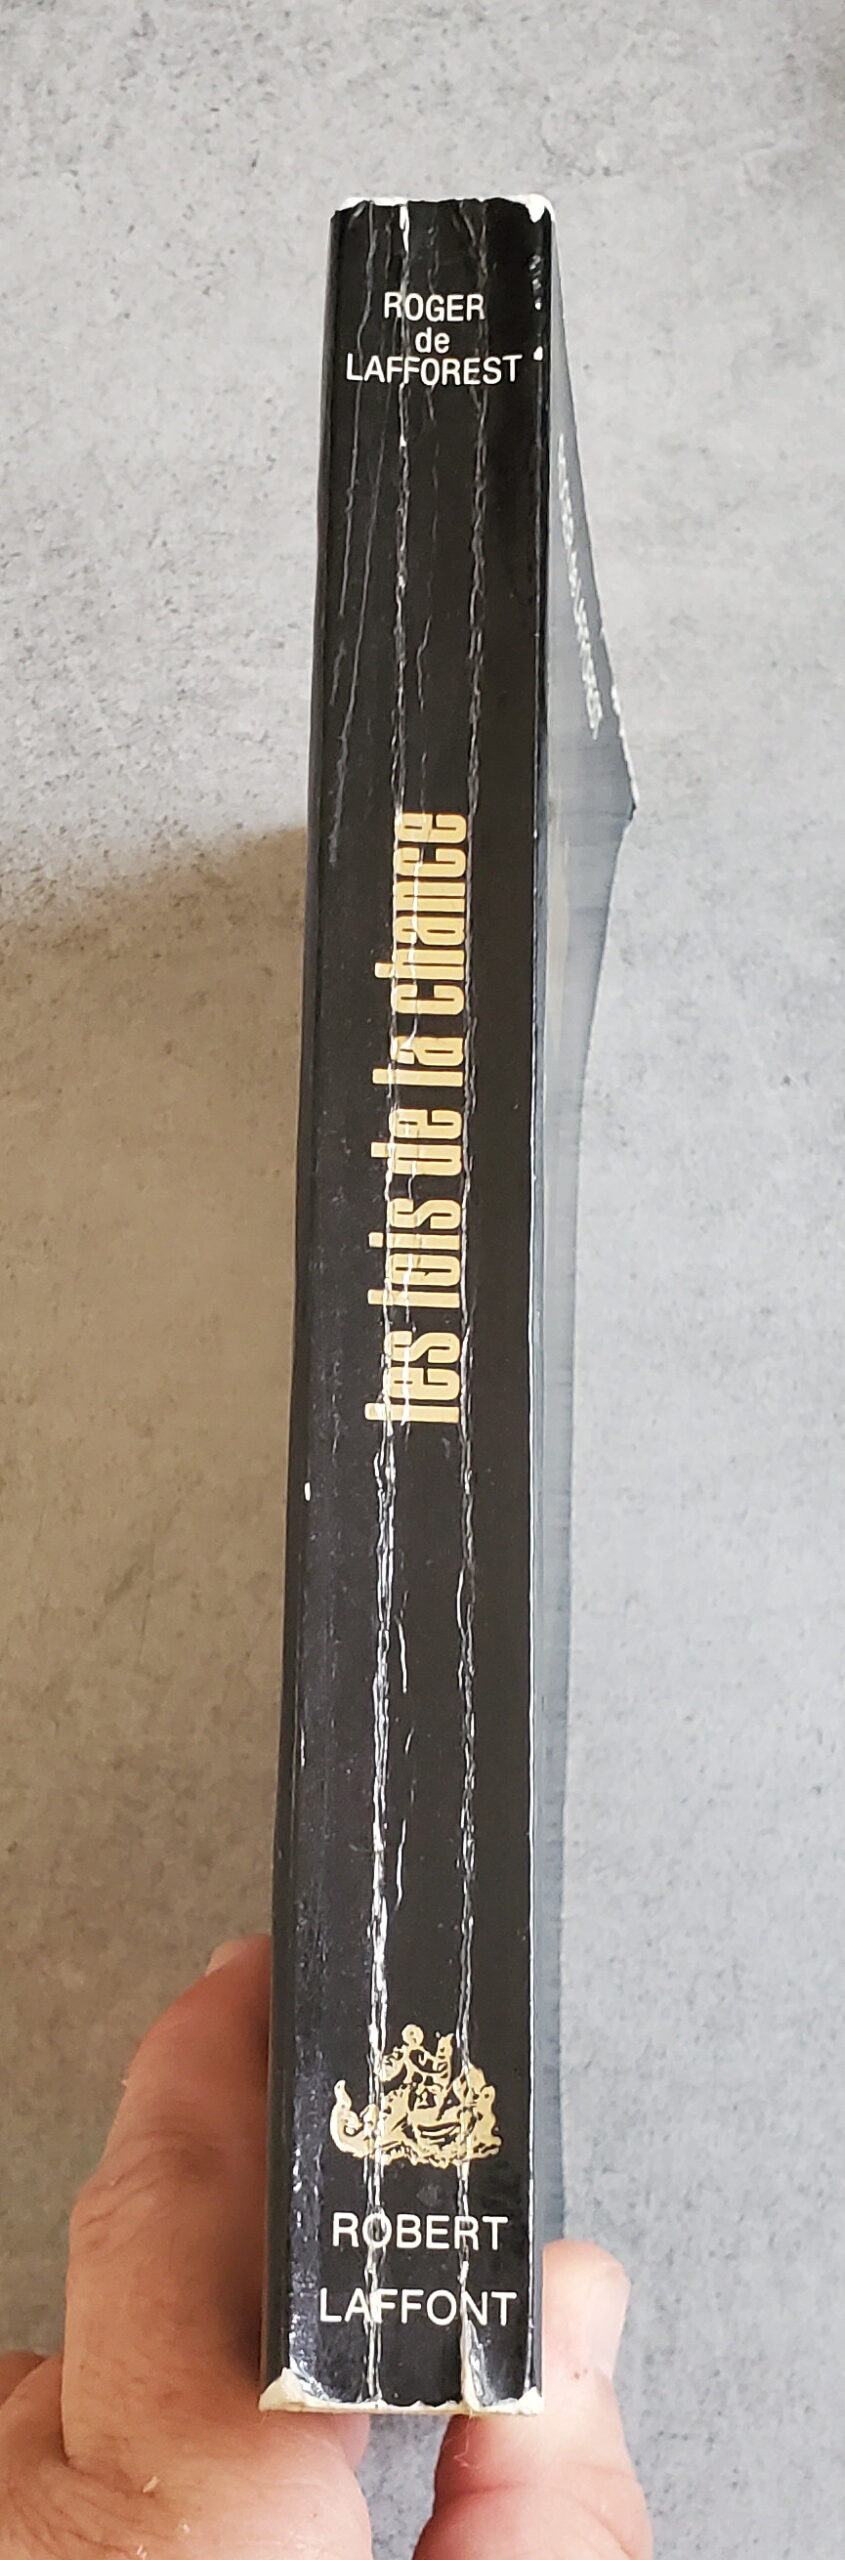 ROGER
de
LAFFOREST
les lois de la chance
ROBERT
LAFFONT